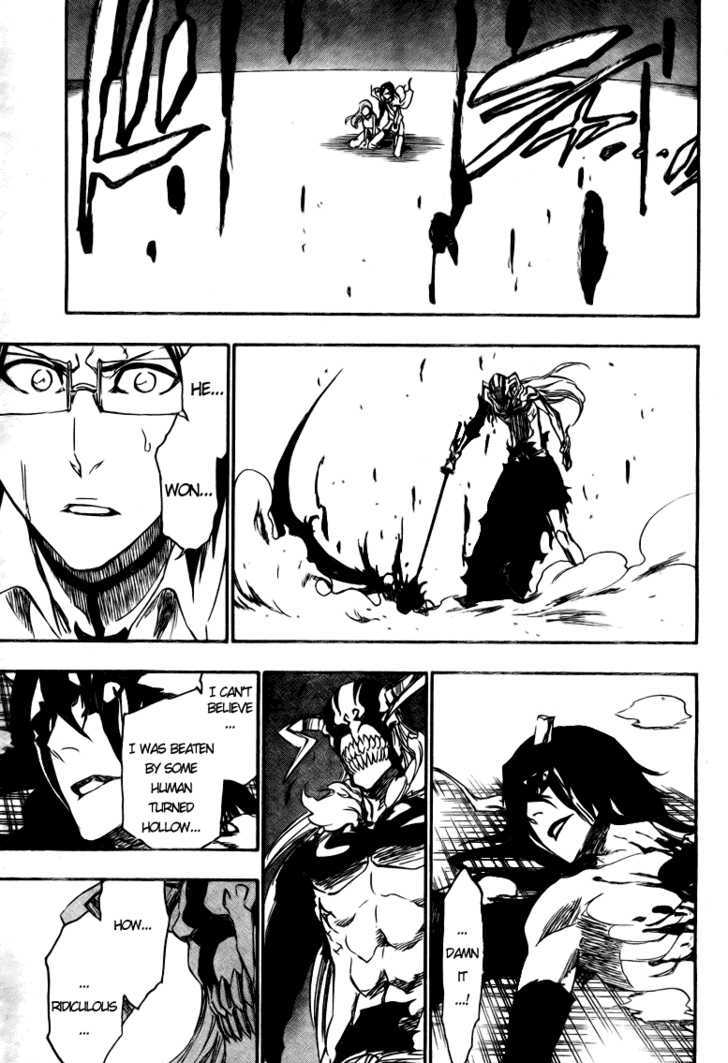 HE...
WON...
...
DAMN
IT
...!
I CAN'T
BELIEVE
...
I WAS BEATEN
BY SOME
HUMAN
TURNED
HOLLOW...
HOW...
...
RIDICULOUS
...